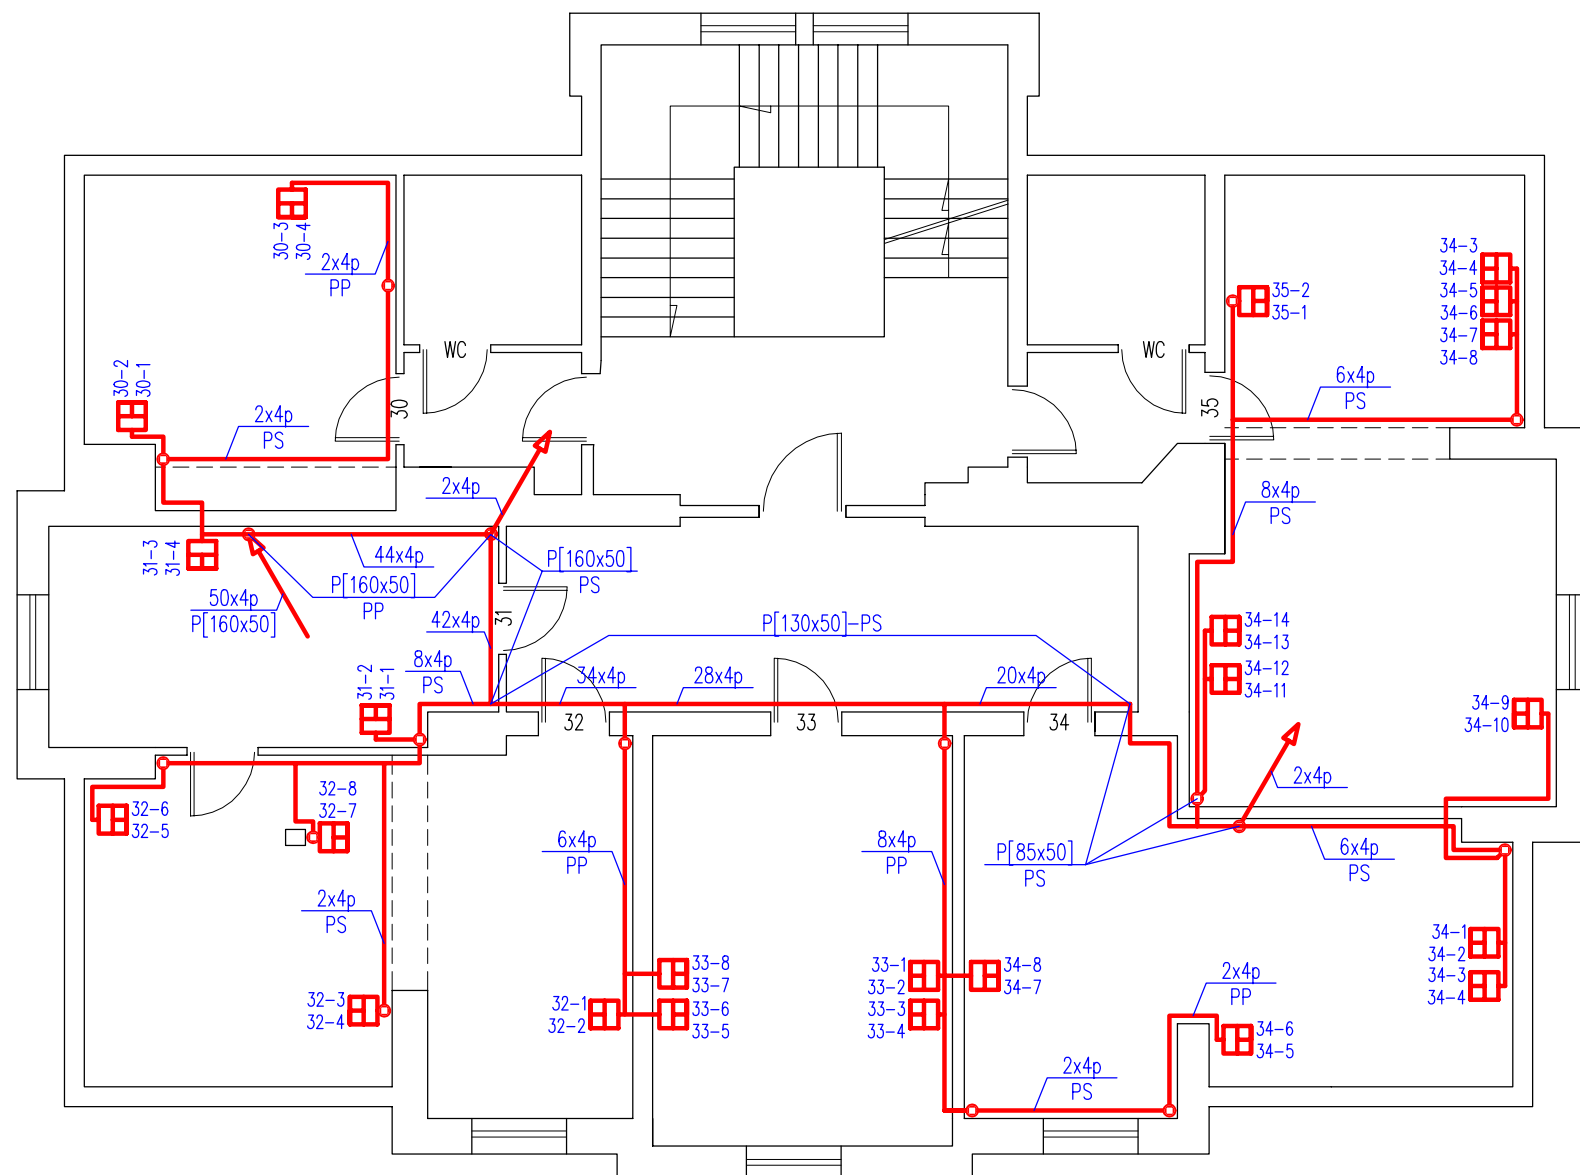 30-3
30-4
2x4p
PP
WC
WC
34-3
34-4
34-5
34-6
34-7
34-8
35-2
35-1
30-2
30-1
2x4p
PS
30
35
6x4p
PS
2x4p
8x4p
PS
31-3
31-4
44x4p
P[160x50]
PP
P[160x50]
PS
50x4p
P[160x50]
42x4p
31
P[130x50]-PS
34-14
34-13
34-12
34-11
8x4p
PS
31-2
31-1
34x4p
28x4p
20x4p
32
33
34
34-9
34-10
2x4p
32-8
32-7
32-6
32-5
6x4p
PP
8x4p
PP
P[85x50]
PS
6x4p
PS
2x4p
PS
33-8
33-7
33-1
33-2
34-8
34-7
34-1
34-2
34-3
34-4
2x4p
PP
32-3
32-4
32-1
32-2
33-6
33-5
33-3
33-4
34-6
34-5
2x4p
PS